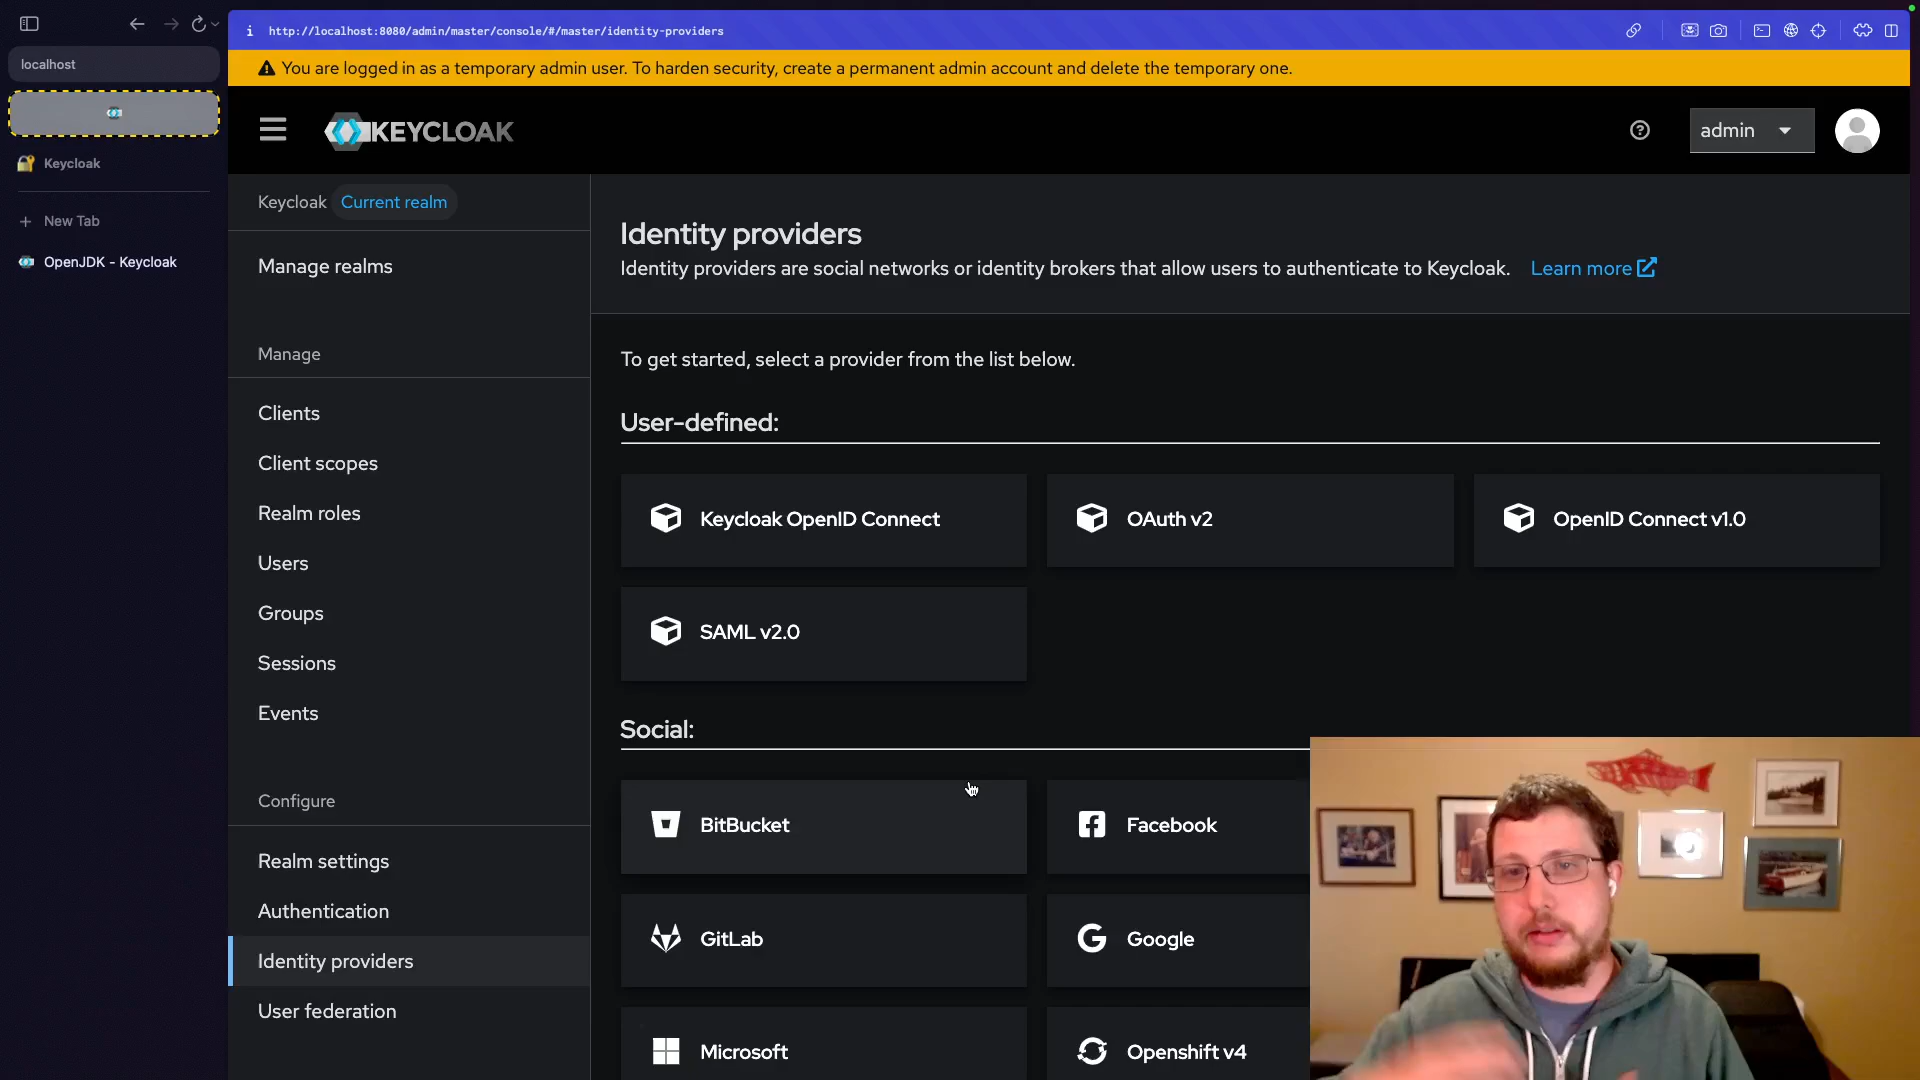 http://localhost:8080/admin/master/console/#/master/identity-providers
localhost
You are logged in as a temporary admin user. To harden security, create a permanent admin account and delete the temporary one.
KEYCLOAK
admin
Keycloak
New Tab
OpenJDK - Keycloak
Keycloak Current realm
Manage realms
Manage
Clients
Client scopes
Realm roles
Users
Groups
Sessions
Events
Configure
Realm settings
Authentication
Identity providers
User federation
Identity providers
Identity providers are social networks or identity brokers that allow users to authenticate to Keycloak. Learn more
To get started, select a provider from the list below.
User-defined:
Keycloak OpenID Connect
OAuth v2
OpenID Connect v1.0
SAML v2.0
Social:
BitBucket
Facebook
GitLab
Google
Microsoft
Openshift v4